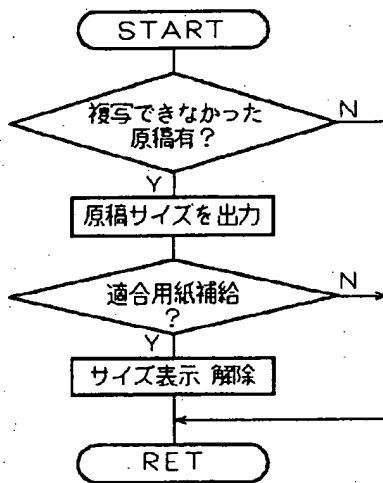 START
複写できなかった
原稿有?
N
Y
原稿サイズを出力
適合用紙補給
?
N
Y
サイズ表示 解除
RET